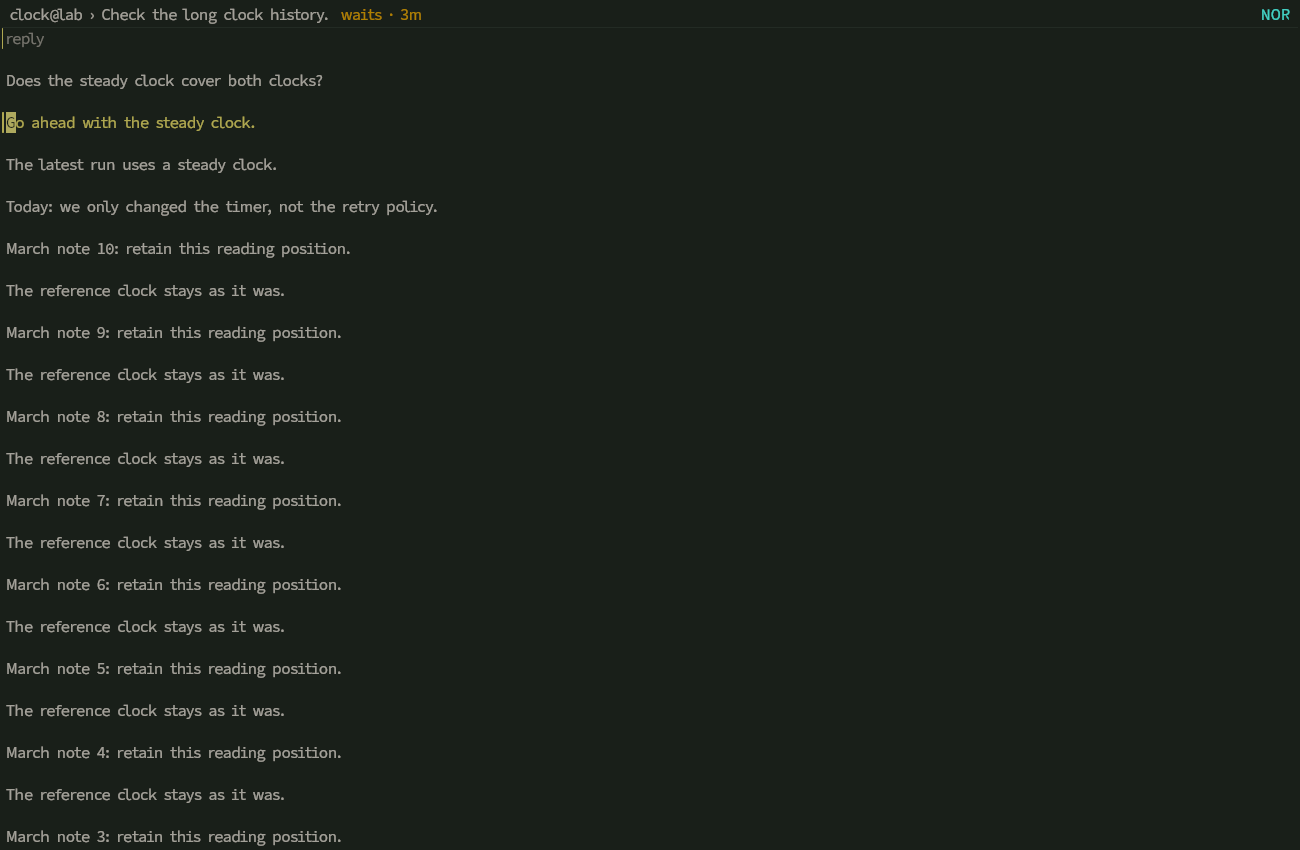 clock@lab › Check the long clock history. waits · 3m NOR
reply
Does the steady clock cover both clocks?
Go ahead with the steady clock.
The latest run uses a steady clock.
Today: we only changed the timer, not the retry policy.
March note 10: retain this reading position.
The reference clock stays as it was.
March note 9: retain this reading position.
The reference clock stays as it was.
March note 8: retain this reading position.
The reference clock stays as it was.
March note 7: retain this reading position.
The reference clock stays as it was.
March note 6: retain this reading position.
The reference clock stays as it was.
March note 5: retain this reading position.
The reference clock stays as it was.
March note 4: retain this reading position.
The reference clock stays as it was.
March note 3: retain this reading position.